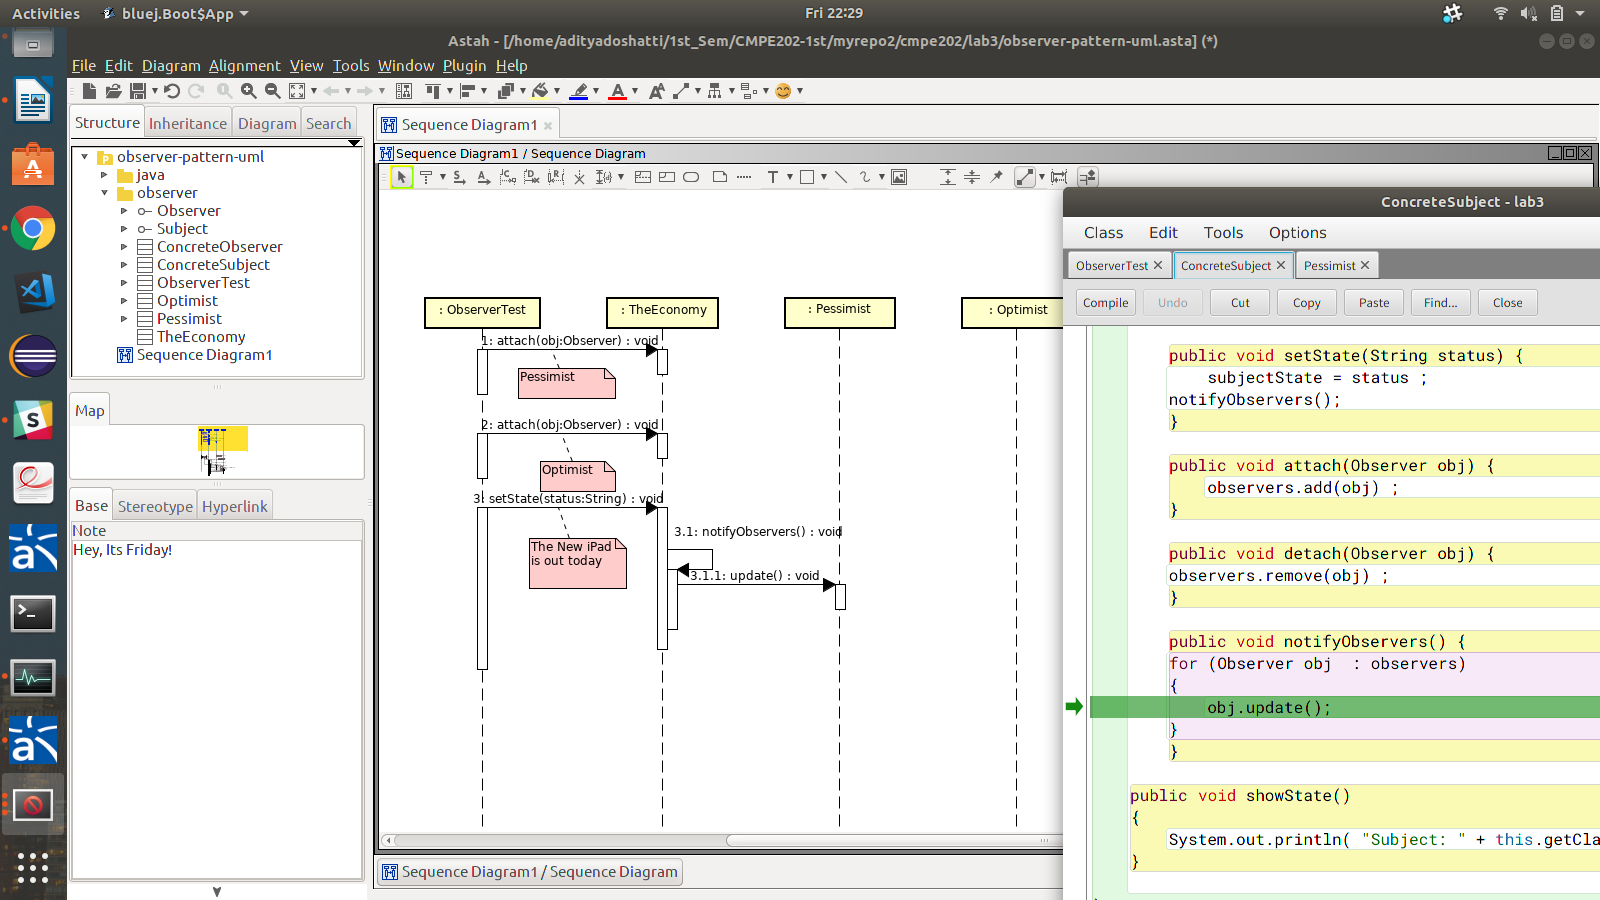 Activities
bluej.Boot$App
Fri 22:29
Astah - [/home/adityadoshatti/1st_Sem/CMPE202-1st/myrepo2/cmpe202/lab3/observer-pattern-uml.asta] (*)
File Edit Diagram Alignment View Tools Window Plugin Help
Structure Inheritance Diagram Search
observer-pattern-uml
java
observer
Observer
Subject
ConcreteObserver
ConcreteSubject
ObserverTest
Optimist
Pessimist
TheEconomy
Sequence Diagram1
Map
Base Stereotype Hyperlink
Note
Hey, Its Friday!
Sequence Diagram1
Sequence Diagram1 / Sequence Diagram
: ObserverTest
: TheEconomy
: Pessimist
: Optimist
1: attach(obj:Observer) : void
Pessimist
2: attach(obj:Observer) : void
Optimist
3: setState(status:String) : void
The New iPad
is out today
3.1: notifyObservers() : void
3.1.1: update() : void
Sequence Diagram1 / Sequence Diagram
ConcreteSubject - lab3
Class Edit Tools Options
ObserverTest ConcreteSubject Pessimist
Compile Undo Cut Copy Paste Find... Close
public void setState(String status) {
subjectState = status ;
notifyObservers();
}
public void attach(Observer obj) {
observers.add(obj) ;
}
public void detach(Observer obj) {
observers.remove(obj) ;
}
public void notifyObservers() {
for (Observer obj  : observers)
{
obj.update();
}
}
public void showState()
{
System.out.println( "Subject: " + this.getCla
}